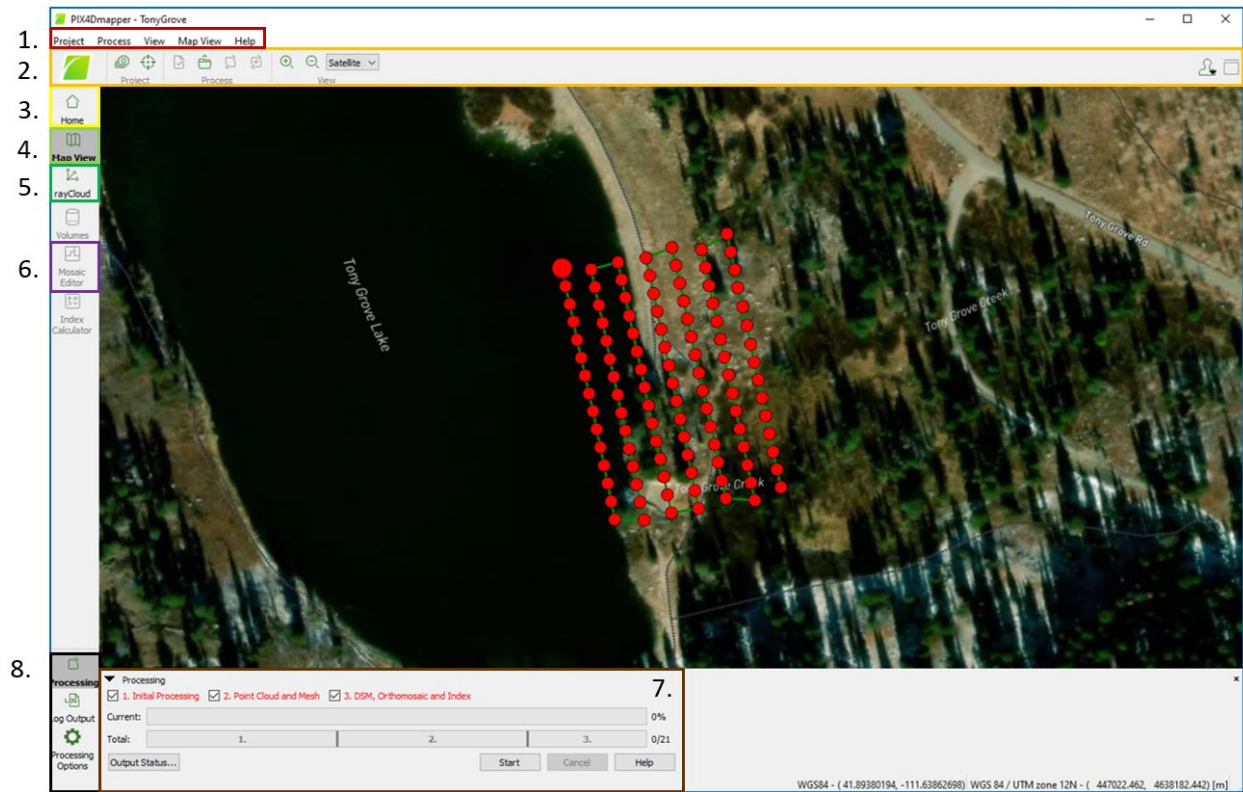 PIX4Dmapper - TonyGrove
1.
Project Process View Map View Help
2.
Satellite
Project Process View
3.
Home
4.
Map View
5.
rayCloud
Volumes
6.
Mosaic
Editor
Index
Calculator
Tony Grove Lake
Tony Grove Rd
Tony Grove Creek
Tony Grove Creek
8.
Processing
Log Output
Processing
Options
Processing
7.
1. Initial Processing 2. Point Cloud and Mesh 3. DSM, Orthomosaic and Index
Current: 0%
Total: 1. 2. 3. 0/21
Output Status... Start Cancel Help
WGS84 - ( 41.89380194, -111.63862698) WGS 84 / UTM zone 12N - ( 447022.462, 4638182.442) [m]